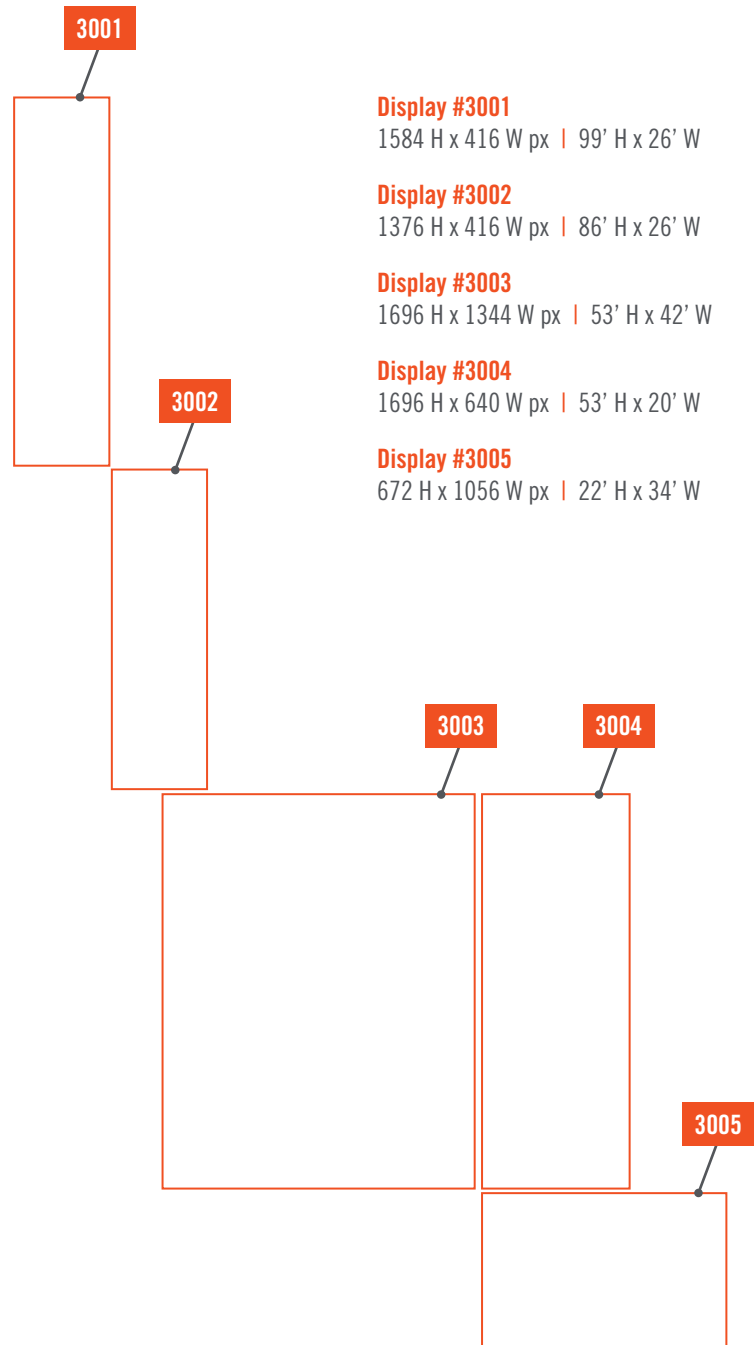 3001
Display #3001
1584 H x 416 W px | 99’ H x 26’ W
Display #3002
1376 H x 416 W px | 86’ H x 26’ W
Display #3003
1696 H x 1344 W px | 53’ H x 42’ W
Display #3004
1696 H x 640 W px | 53’ H x 20’ W
Display #3005
672 H x 1056 W px | 22’ H x 34’ W
3002
3003
3004
3005